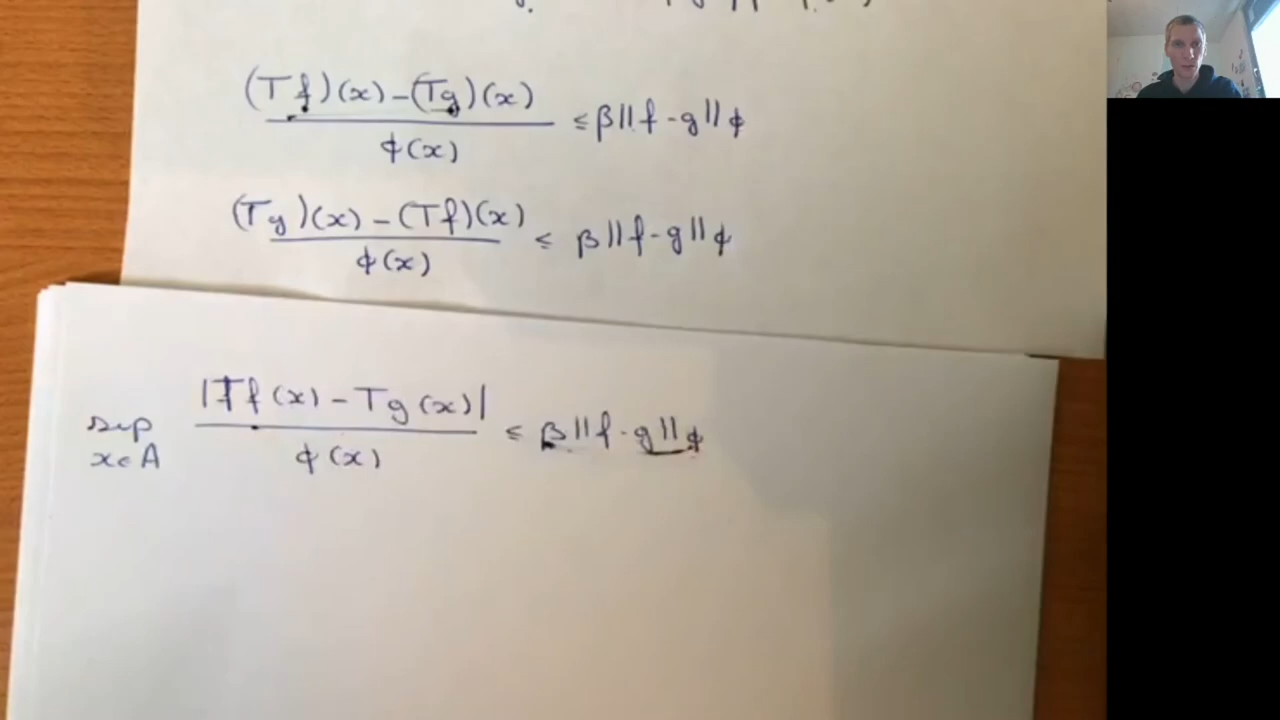 (Tf)(x) - (Tg)(x)
φ(x)
≤ β||f - g||φ
(Tg)(x) - (Tf)(x)
φ(x)
≤ β||f - g||φ
sup
x∈A
|Tf(x) - Tg(x)|
φ(x)
≤ β||f - g||φ